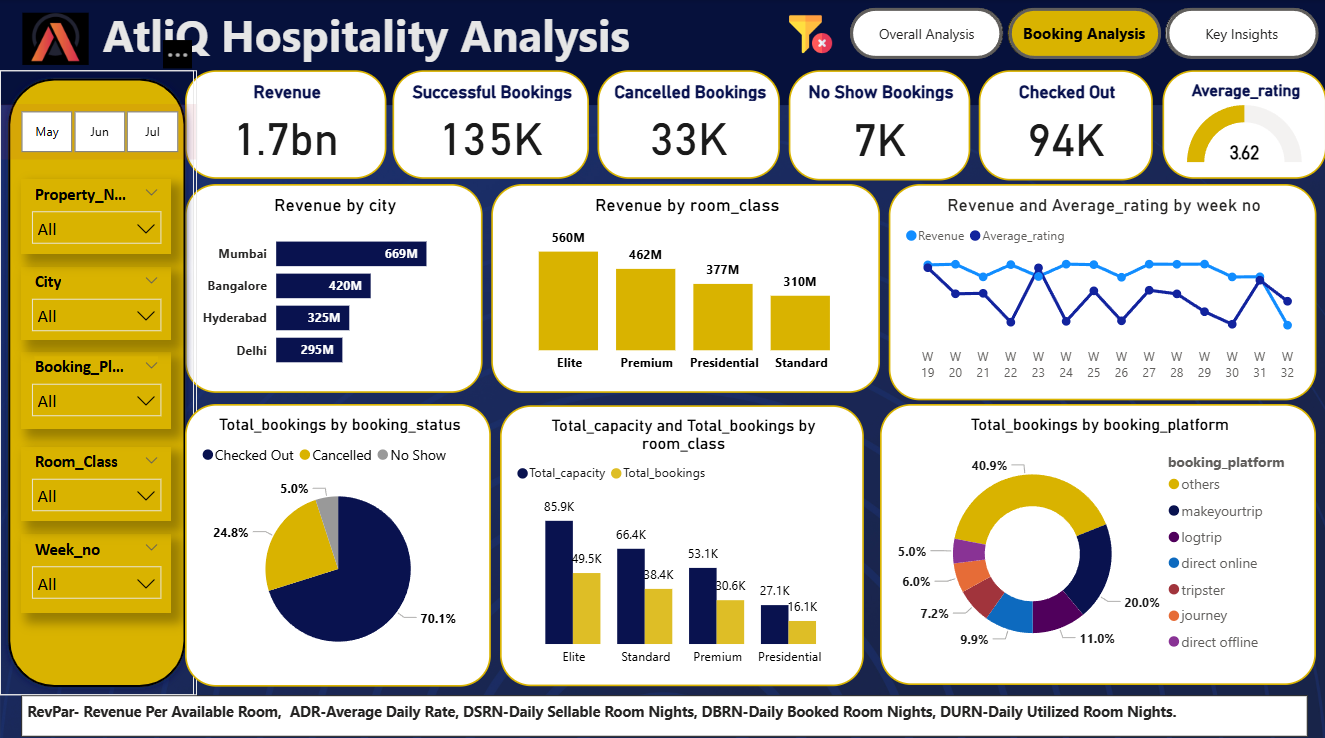 AtliQ Hospitality Analysis
Overall Analysis
Booking Analysis
Key Insights
May
Jun
Jul
Property_N...
All
City
All
Booking_Pl...
All
Room_Class
All
Week_no
All
Revenue
1.7bn
Successful Bookings
135K
Cancelled Bookings
33K
No Show Bookings
7K
Checked Out
94K
Average_rating
3.62
Revenue by city
Mumbai 669M
Bangalore 420M
Hyderabad 325M
Delhi 295M
Revenue by room_class
560M
462M
377M
310M
Elite Premium Presidential Standard
Revenue and Average_rating by week no
Revenue Average_rating
W W W W W W W W W W W W W W
19 20 21 22 23 24 25 26 27 28 29 30 31 32
Total_bookings by booking_status
Checked Out Cancelled No Show
5.0%
24.8%
70.1%
Total_capacity and Total_bookings by
room_class
Total_capacity Total_bookings
85.9K
49.5K
66.4K
38.4K
53.1K
30.6K
27.1K
16.1K
Elite Standard Premium Presidential
Total_bookings by booking_platform
40.9%
5.0%
6.0%
7.2%
9.9%
11.0%
20.0%
booking_platform
others
makeyourtrip
logtrip
direct online
tripster
journey
direct offline
RevPar- Revenue Per Available Room, ADR-Average Daily Rate, DSRN-Daily Sellable Room Nights, DBRN-Daily Booked Room Nights, DURN-Daily Utilized Room Nights.